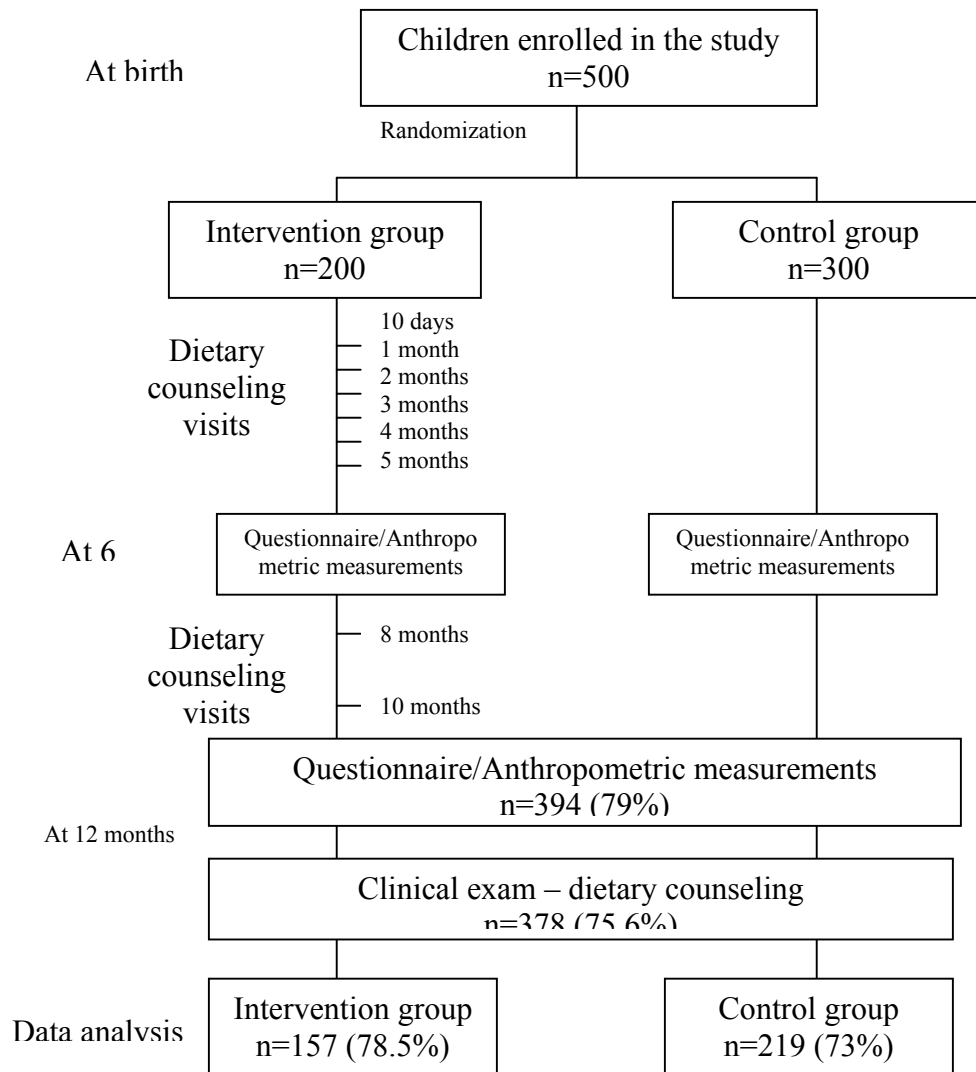 Children enrolled in the study
n=500
At birth
Randomization
Intervention group
n=200
Control group
n=300
Dietary
counseling
visits
10 days
1 month
2 months
3 months
4 months
5 months
At 6
Questionnaire/Anthropo
metric measurements
Questionnaire/Anthropo
metric measurements
Dietary
counseling
visits
8 months
10 months
Questionnaire/Anthropometric measurements
n=394 (79%)
At 12 months
Clinical exam – dietary counseling
n=378 (75.6%)
Data analysis
Intervention group
n=157 (78.5%)
Control group
n=219 (73%)